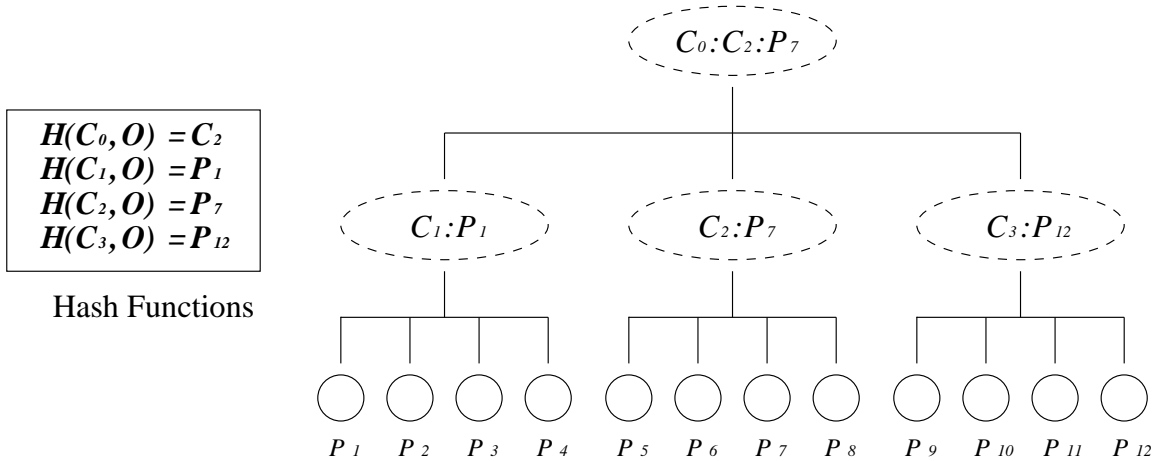 C₀:C₂:P₇
H(C₀,O) = C₂
H(C₁,O) = P₁
H(C₂,O) = P₇
H(C₃,O) = P₁₂
Hash Functions
C₁:P₁ C₂:P₇ C₃:P₁₂
P₁ P₂ P₃ P₄ P₅ P₆ P₇ P₈ P₉ P₁₀ P₁₁ P₁₂